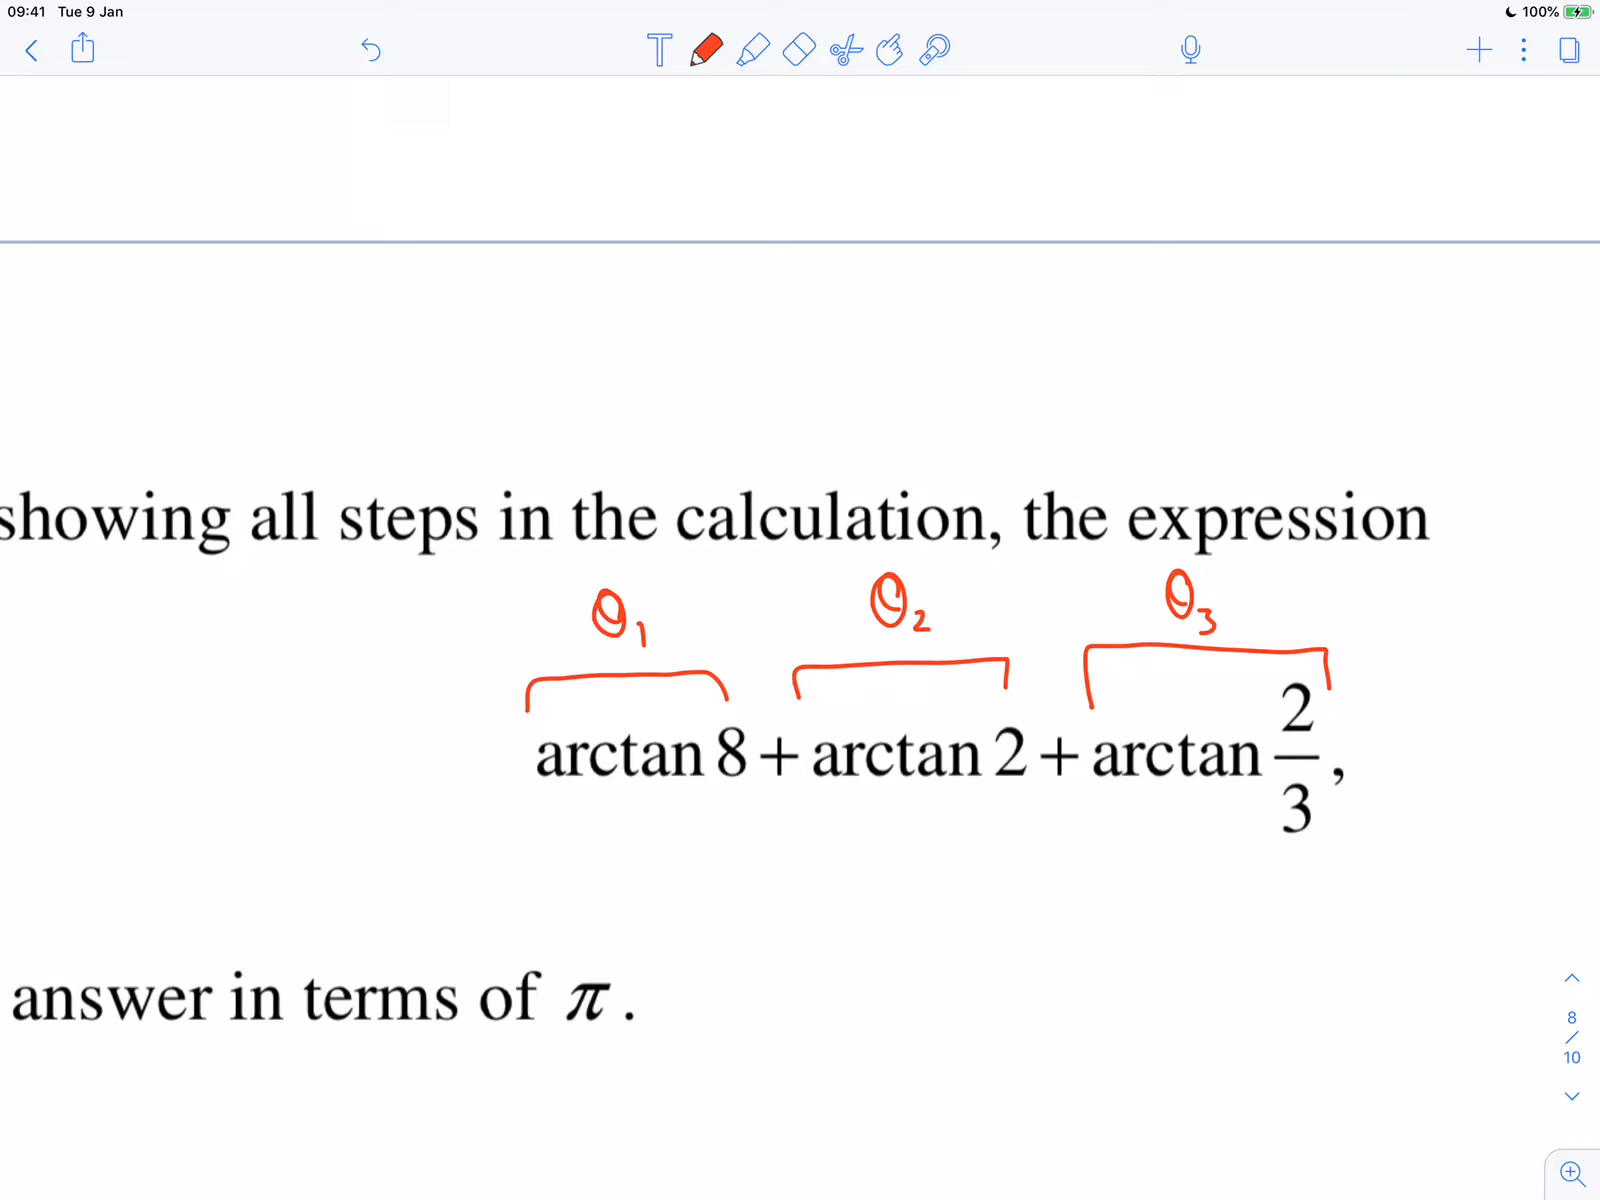 09:41 Tue 9 Jan
100%
showing all steps in the calculation, the expression
θ₁ θ₂ θ₃
arctan 8 + arctan 2 + arctan 2/3,
answer in terms of π.
8
/
10